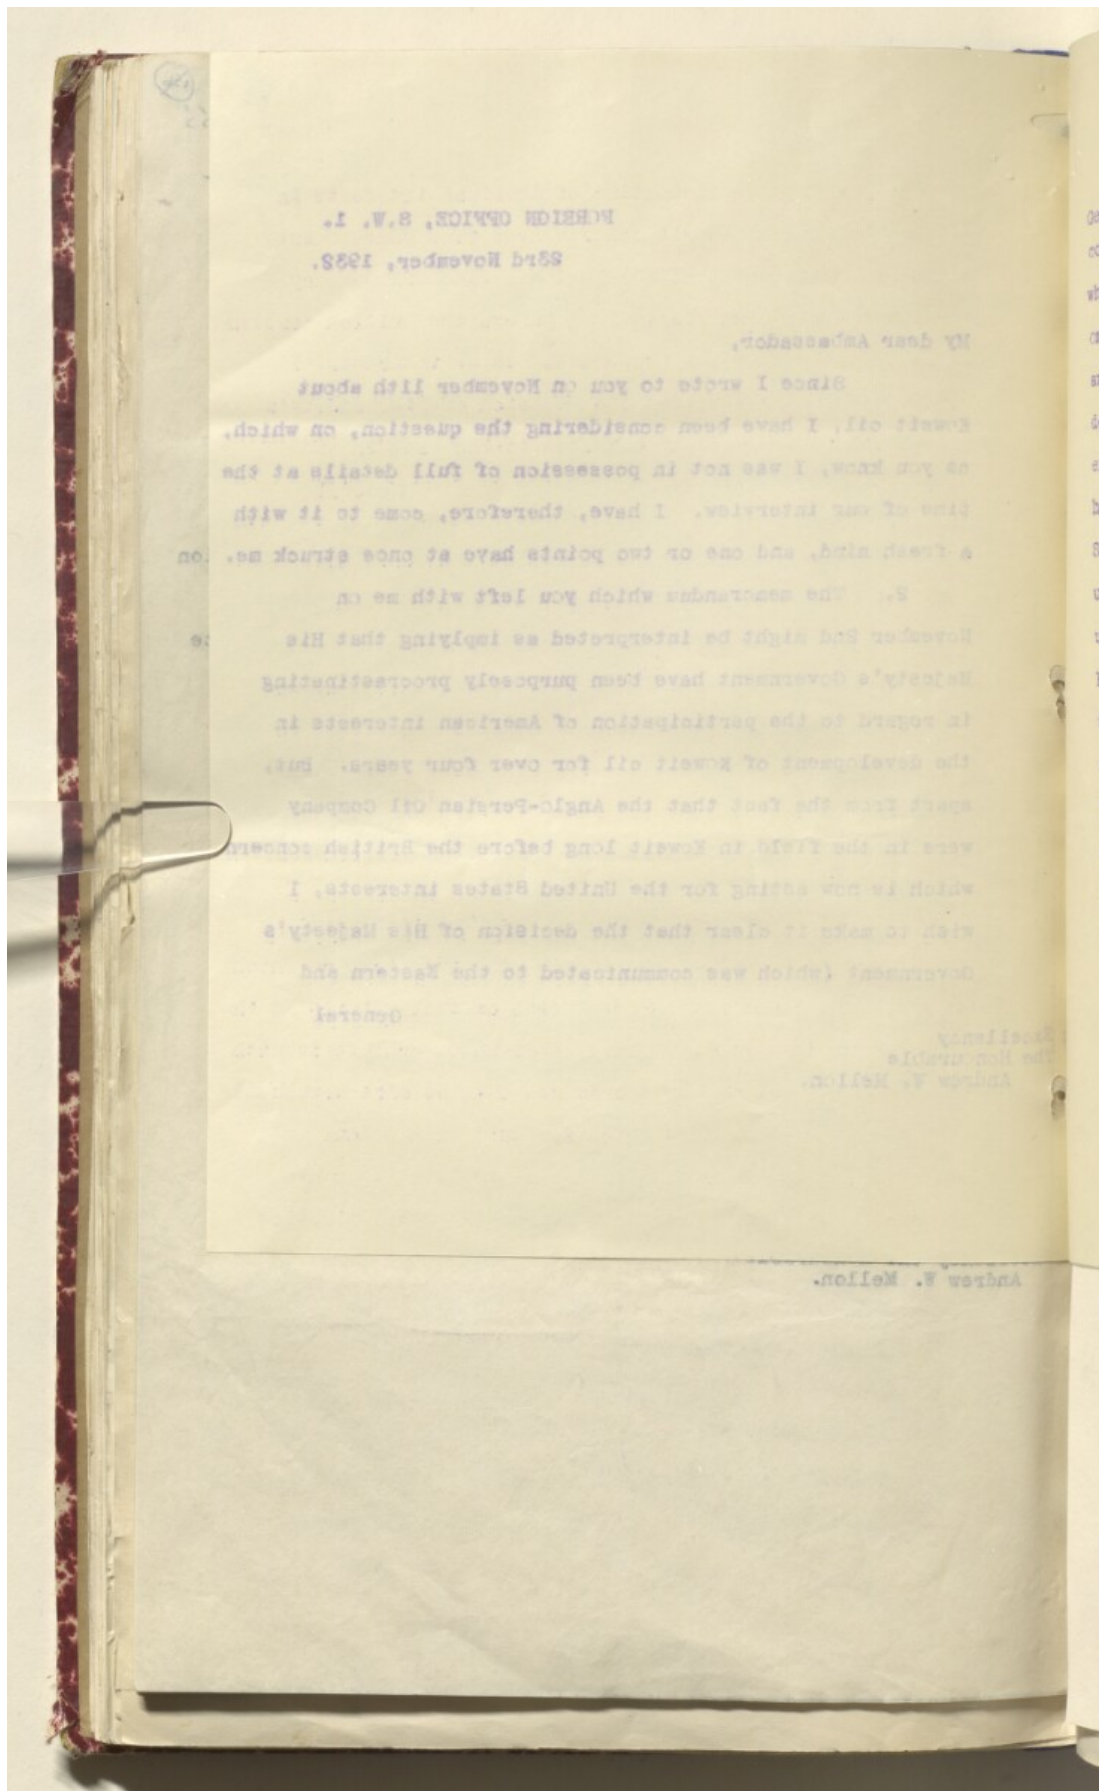 FOREIGN OFFICE, S.W. 1.
23rd November, 1932.
My dear Ambassador,
Since I wrote to you on November 11th about
Koweit oil, I have been considering the question, on which,
as you know, I was not in possession of full details at the
time of our interview. I have, therefore, come to it with
a fresh mind, and one or two points have at once struck me.
2. The memorandum which you left with me on
November 2nd might be interpreted as implying that His
Majesty's Government have been purposely procrastinating
in regard to the participation of American interests in
the development of Koweit oil for over four years. But,
apart from the fact that the Anglo-Persian Oil Company
were in the field in Koweit long before the British concern
which is now acting for the United States interests, I
wish to make it clear that the decision of His Majesty's
Government (which was communicated to the Eastern and
General
Excellency
The Honourable
Andrew W. Mellon.
Andrew W. Mellon.